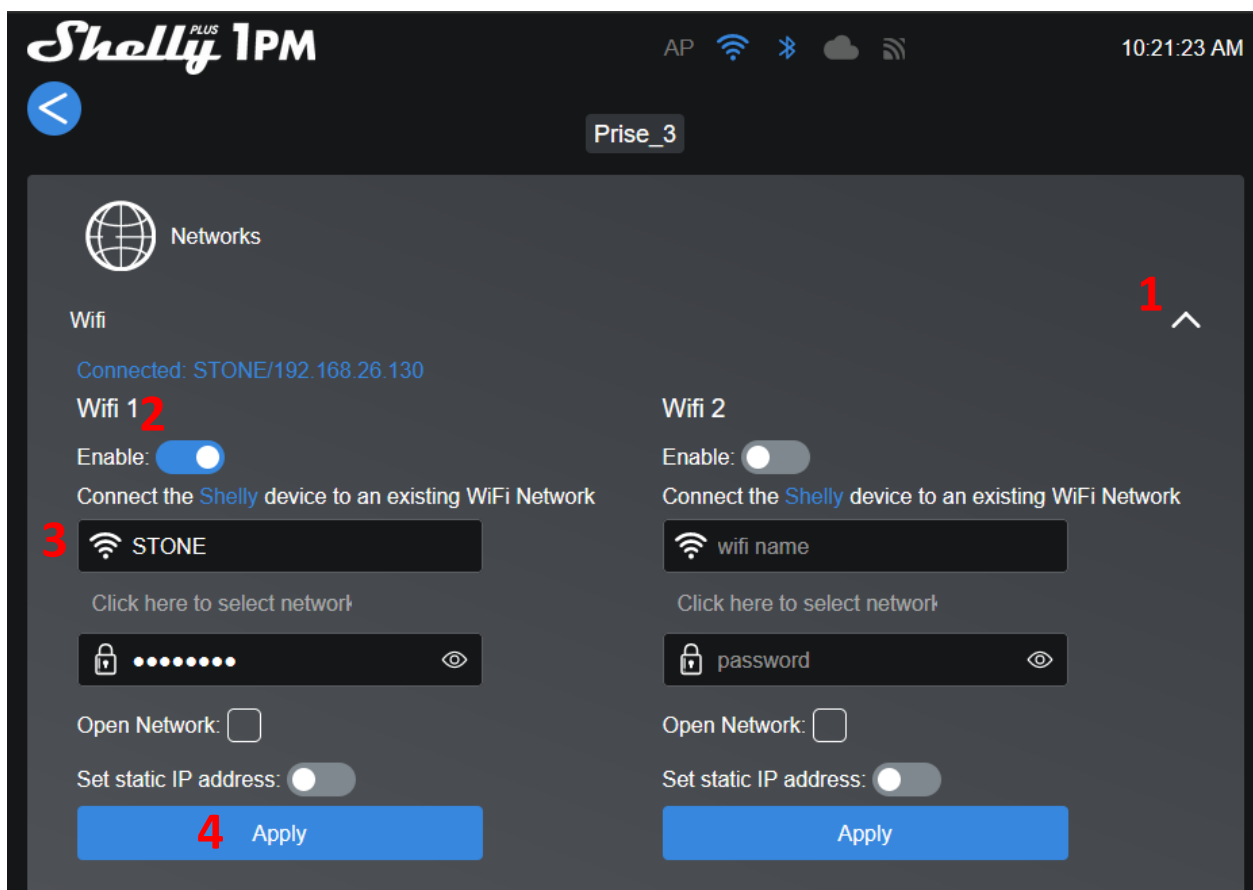 Shelly PLUS 1PM
AP
10:21:23 AM
Prise_3
Networks
1
Wifi
Connected: STONE/192.168.26.130
Wifi 1 2
Enable:
Connect the Shelly device to an existing WiFi Network
3 STONE
Click here to select network
••••••••
Open Network:
Set static IP address:
4 Apply
Wifi 2
Enable:
Connect the Shelly device to an existing WiFi Network
wifi name
Click here to select network
password
Open Network:
Set static IP address:
Apply